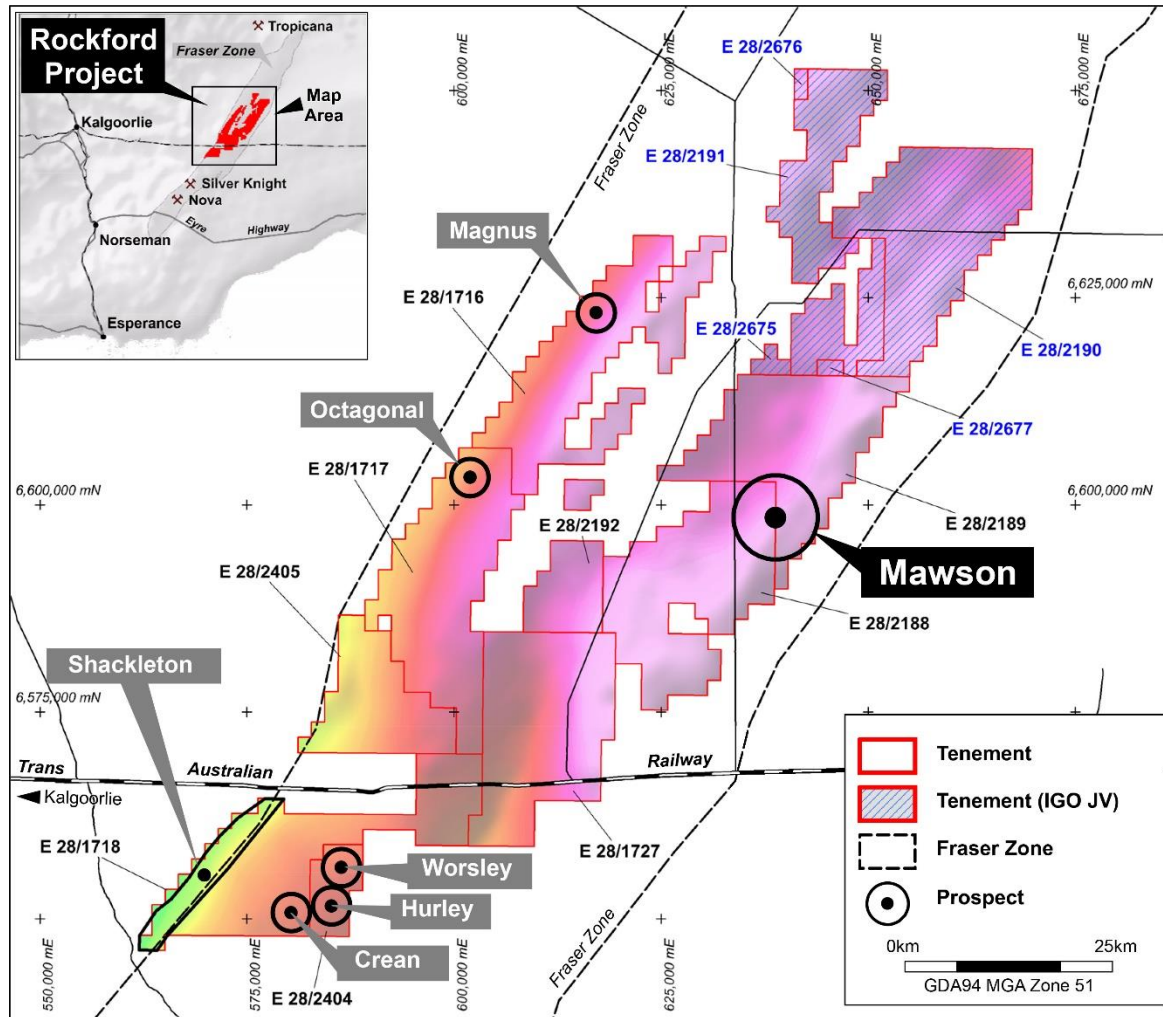 Tropicana
Fraser Zone
Rockford
Project
Map
Area
Kalgoorlie
Silver Knight
Nova
Norseman
Eyre
Highway
Esperance
600,000 mE
625,000 mE
650,000 mE
675,000 mE
E 28/2676
Fraser Zone
E 28/2191
Magnus
E 28/1716
6,625,000 mN
E 28/2675
E 28/2190
Octagonal
E 28/2677
E 28/1717
6,600,000 mN
6,600,000 mN
E 28/2192
E 28/2189
E 28/2405
Mawson
E 28/2188
Shackleton
6,575,000 mN
6,575,000 mN
Trans
Australian
Railway
Kalgoorlie
E 28/1718
E 28/1727
Worsley
Hurley
Crean
Fraser Zone
E 28/2404
550,000 mE
575,000 mE
600,000 mE
625,000 mE
Tenement
Tenement (IGO JV)
Fraser Zone
Prospect
0km
25km
GDA94 MGA Zone 51